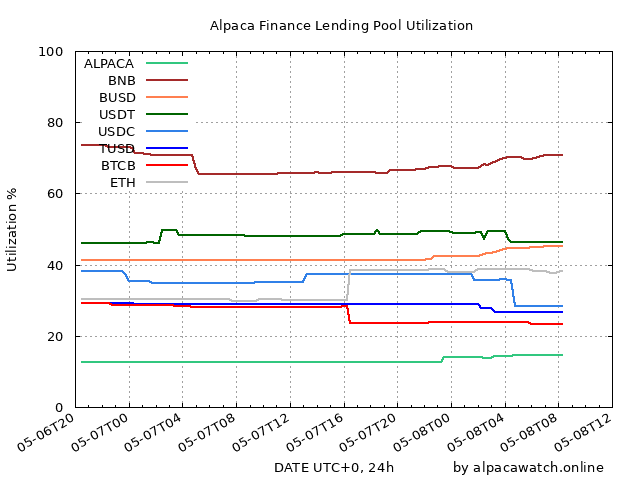 Alpaca Finance Lending Pool Utilization
100
80
60
40
20
0
Utilization %
ALPACA
BNB
BUSD
USDT
USDC
TUSD
BTCB
ETH
05-06T20
05-07T00
05-07T04
05-07T08
05-07T12
05-07T16
05-07T20
05-08T00
05-08T04
05-08T08
05-08T12
DATE UTC+0, 24h
by alpacawatch.online